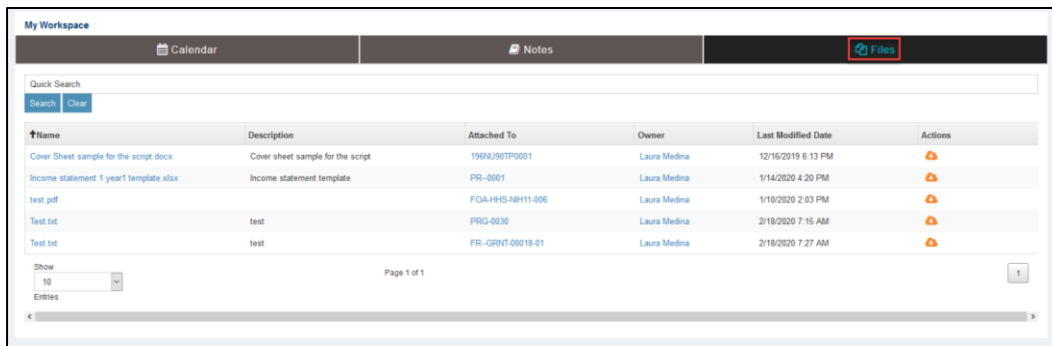 My Workspace
Calendar Notes Files
Quick Search
Search Clear
↑Name Description Attached To Owner Last Modified Date Actions
Cover Sheet sample for the script.docx Cover sheet sample for the script 196NU90TP0001 Laura Medina 12/16/2019 6:13 PM
Income statement 1 year1 template.xlsx Income statement template PR--0001 Laura Medina 1/14/2020 4:20 PM
test.pdf FOA-HHS-NIH11-006 Laura Medina 1/10/2020 2:03 PM
Test.txt test PRG-0030 Laura Medina 2/18/2020 7:15 AM
Test.txt test FR--GRNT-00018-01 Laura Medina 2/18/2020 7:27 AM
Show
10 Page 1 of 1 1
Entries